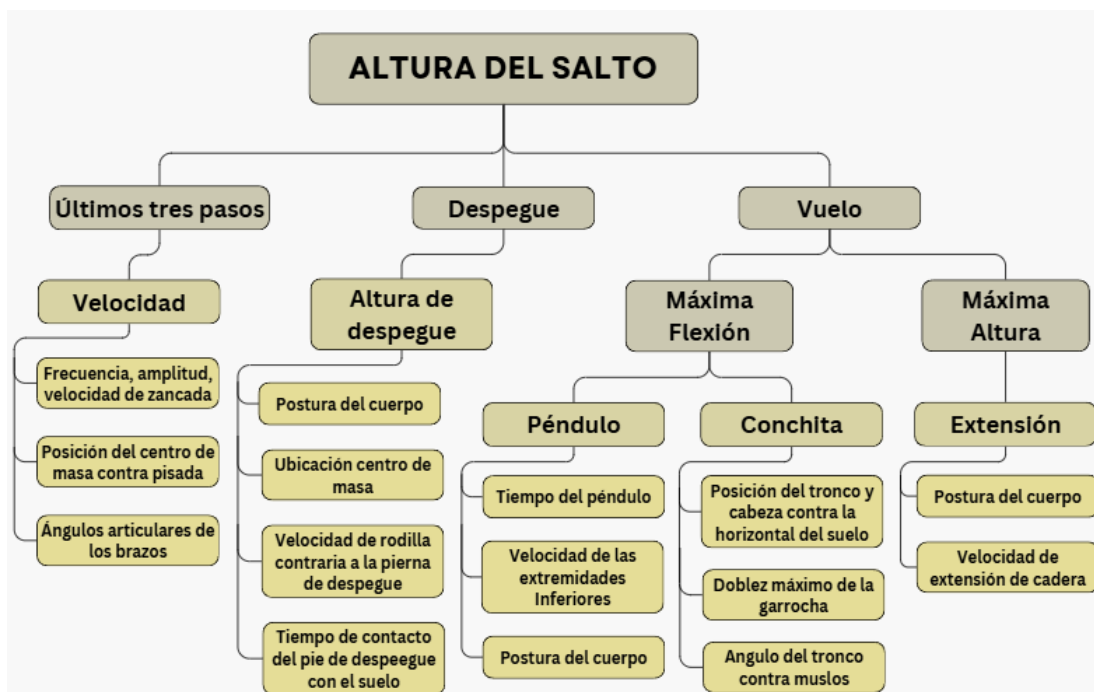 ALTURA DEL SALTO
Últimos tres pasos
Despegue
Vuelo
Velocidad
Frecuencia, amplitud,
velocidad de zancada
Posición del centro de
masa contra pisada
Ángulos articulares de
los brazos
Altura de
despegue
Postura del cuerpo
Ubicación centro de
masa
Velocidad de rodilla
contraria a la pierna
de despegue
Tiempo de contacto
del pie de despeegue
con el suelo
Máxima
Flexión
Péndulo
Tiempo del péndulo
Velocidad de las
extremidades
Inferiores
Postura del cuerpo
Conchita
Posición del tronco y
cabeza contra la
horizontal del suelo
Doblez máximo de la
garrocha
Angulo del tronco
contra muslos
Máxima
Altura
Extensión
Postura del cuerpo
Velocidad de
extensión de cadera